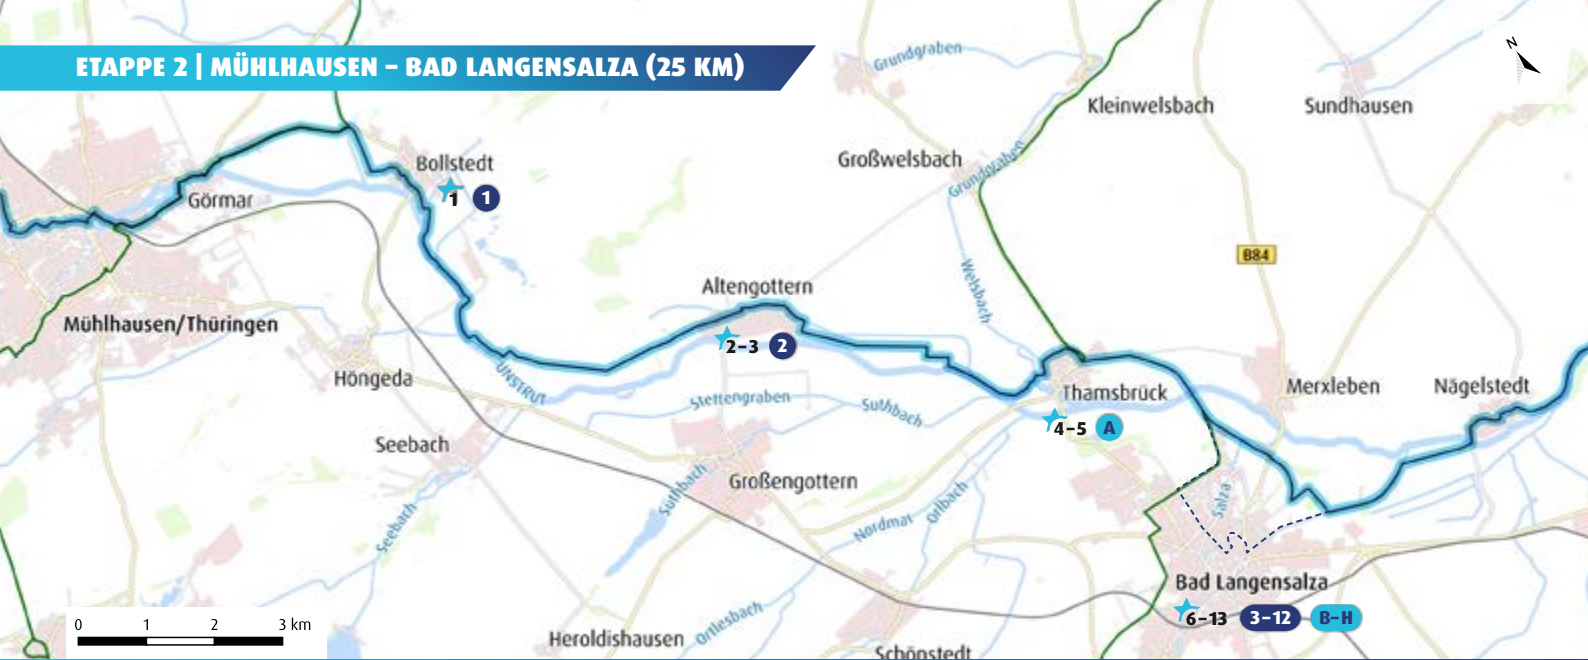 ETAPPE 2 | MÜHLHAUSEN – BAD LANGENSALZA (25 KM)
N
Grundgraben
Kleinwelsbach
Sundhausen
Bollstedt
1 1
Großwelsbach
Grundgraben
Görmar
B84
Welsbach
Altengottern
2–3 2
Mühlhausen/Thüringen
Höngeda
UNSTRUT
Stettengraben
Suthbach
Thamsbrück
4–5 A
Merxleben
Nägelstedt
Seebach
Großengottern
Suthbach
Seebach
Nordmat
Orlbach
Salza
Bad Langensalza
6–13 3–12 B–H
0 1 2 3 km
Heroldishausen
Ortlesbach
Schönstedt